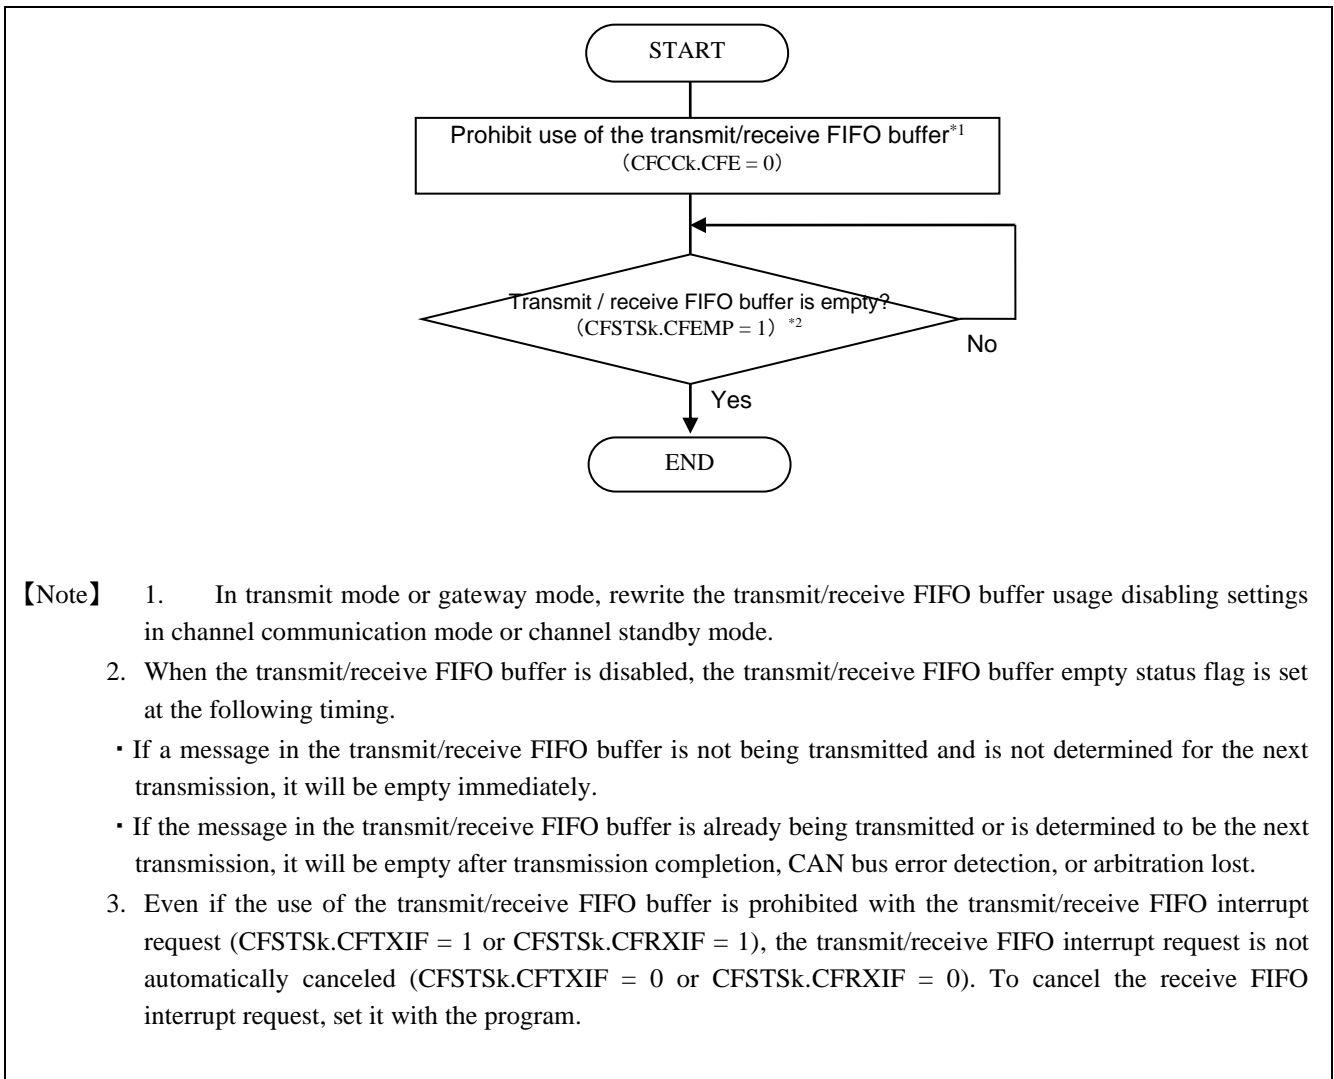 START
Prohibit use of the transmit/receive FIFO buffer*1
（CFCCk.CFE = 0）
Transmit / receive FIFO buffer is empty?
（CFSTSk.CFEMP = 1）*2
No
Yes
END
【Note】 1. In transmit mode or gateway mode, rewrite the transmit/receive FIFO buffer usage disabling settings
in channel communication mode or channel standby mode.
2. When the transmit/receive FIFO buffer is disabled, the transmit/receive FIFO buffer empty status flag is set
at the following timing.
・If a message in the transmit/receive FIFO buffer is not being transmitted and is not determined for the next
transmission, it will be empty immediately.
・If the message in the transmit/receive FIFO buffer is already being transmitted or is determined to be the next
transmission, it will be empty after transmission completion, CAN bus error detection, or arbitration lost.
3. Even if the use of the transmit/receive FIFO buffer is prohibited with the transmit/receive FIFO interrupt
request (CFSTSk.CFTXIF = 1 or CFSTSk.CFRXIF = 1), the transmit/receive FIFO interrupt request is not
automatically canceled (CFSTSk.CFTXIF = 0 or CFSTSk.CFRXIF = 0). To cancel the receive FIFO
interrupt request, set it with the program.